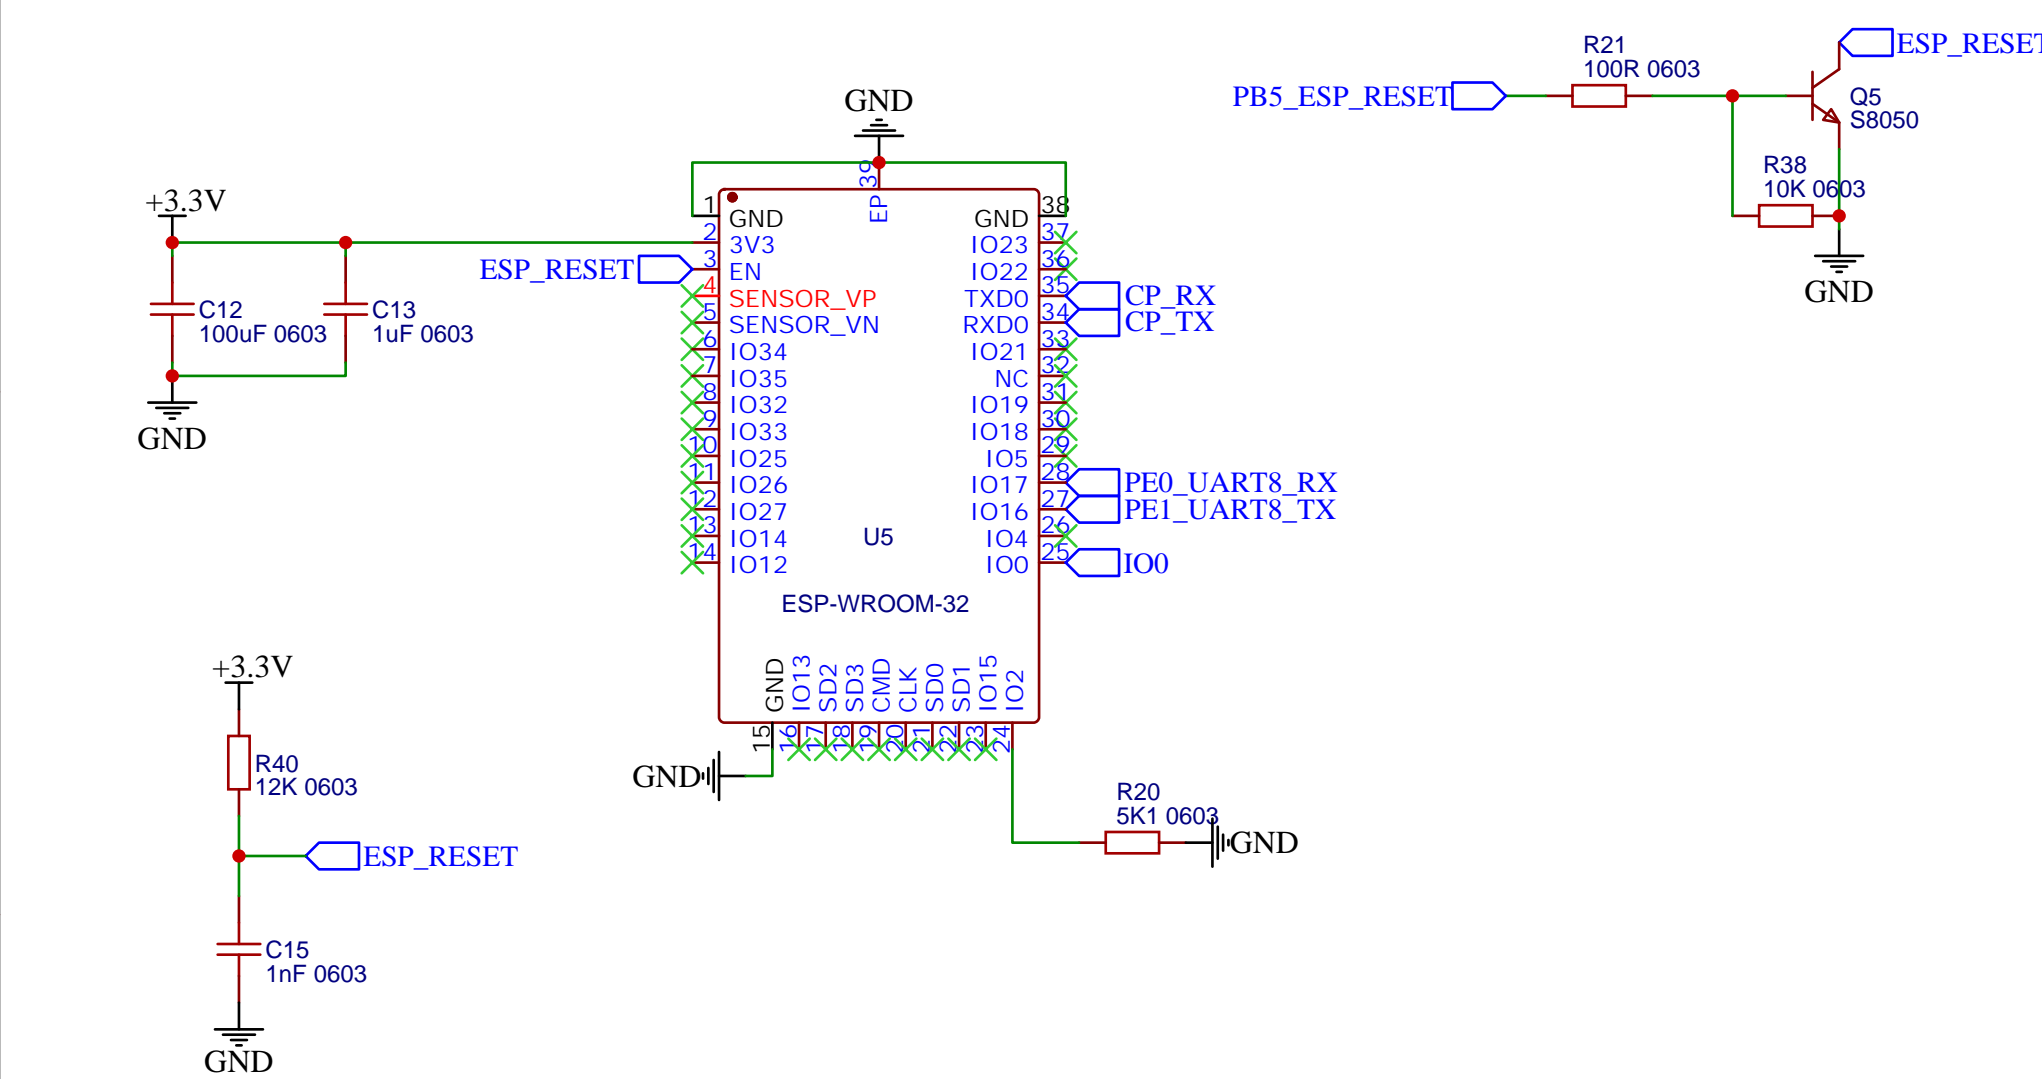 R21
100R 0603
ESP_RESET
PB5_ESP_RESET
Q5
S8050
R38
10K 0603
GND
GND
+3.3V
C12
100uF 0603
C13
1uF 0603
GND
ESP_RESET
EP 39
1 GND
2 3V3
3 EN
4 SENSOR_VP
5 SENSOR_VN
6 IO34
7 IO35
8 IO32
9 IO33
10 IO25
11 IO26
12 IO27
13 IO14
14 IO12
GND 38
IO23 37
IO22 36
TXD0 35 CP_RX
RXD0 34 CP_TX
IO21 33
NC 32
IO19 31
IO18 30
IO5 29
IO17 28 PE0_UART8_RX
IO16 27 PE1_UART8_TX
IO4 26
IO0 25 IO0
U5
ESP-WROOM-32
GND 15
IO13 16
SD2 17
SD3 18
CMD 19
CLK 20
SD0 21
SD1 22
IO15 23
IO2 24
GND
R20
5K1 0603
GND
+3.3V
R40
12K 0603
ESP_RESET
C15
1nF 0603
GND